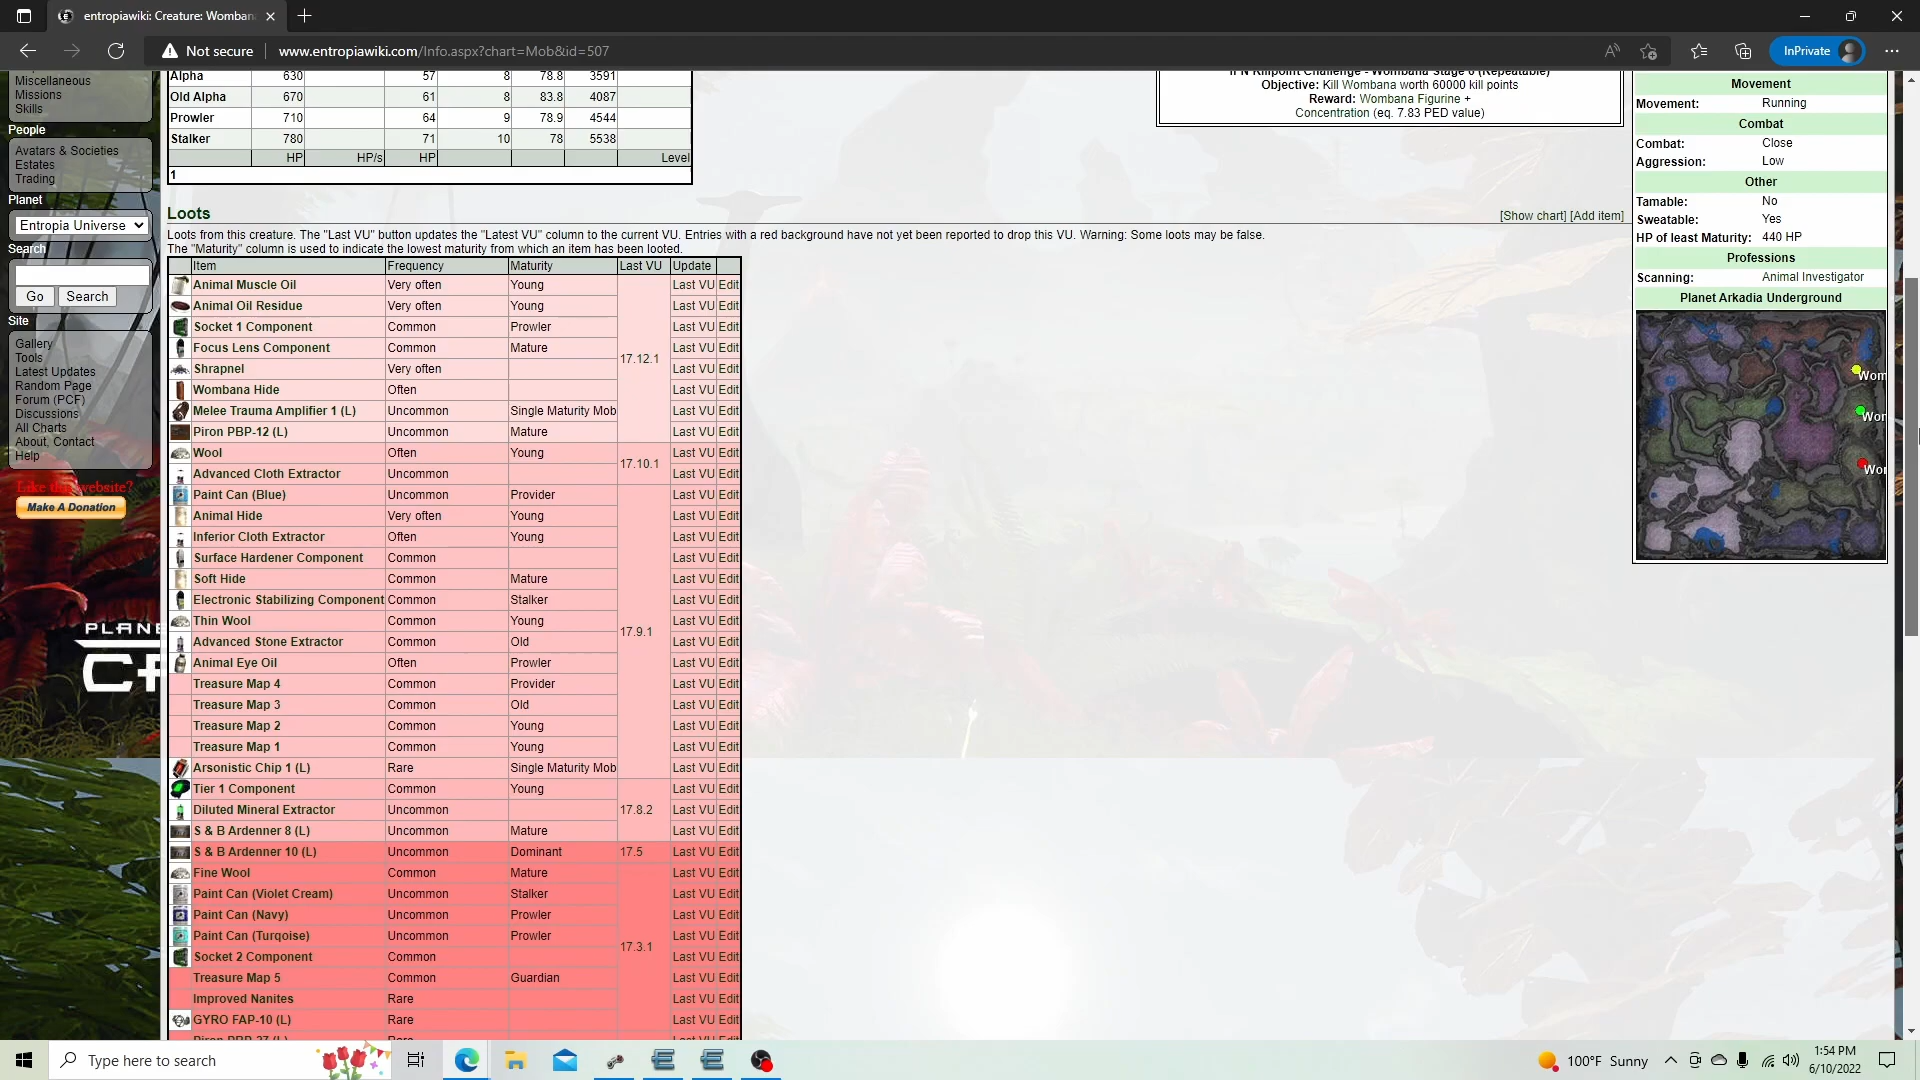 entropiawiki: Creature: Womban
Not secure
www.entropiawiki.com/Info.aspx?chart=Mob&id=507
InPrivate
Miscellaneous
Missions
Skills
People
Avatars & Societies
Estates
Trading
Planet
Entropia Universe
Search
Go
Search
Site
Gallery
Tools
Latest Updates
Random Page
Forum (PCF)
Discussions
All Charts
About, Contact
Help
Like this website?
Make A Donation
PLANE
Alpha 630 57 8 78.8 3591
Old Alpha 670 61 8 83.8 4087
Prowler 710 64 9 78.9 4544
Stalker 780 71 10 78 5538
HP HP/s HP Level
1
IFN Killpoint Challenge - Wombana Stage 6 (Repeatable)
Objective: Kill Wombana worth 60000 kill points
Reward: Wombana Figurine +
Concentration (eq. 7.83 PED value)
Loots
[Show chart] [Add item]
Loots from this creature. The "Last VU" button updates the "Latest VU" column to the current VU. Entries with a red background have not yet been reported to drop this VU. Warning: Some loots may be false.
The "Maturity" column is used to indicate the lowest maturity from which an item has been looted.
Item Frequency Maturity Last VU Update
Animal Muscle Oil Very often Young Last VU Edit
Animal Oil Residue Very often Young Last VU Edit
Socket 1 Component Common Prowler Last VU Edit
Focus Lens Component Common Mature Last VU Edit
17.12.1
Shrapnel Very often Last VU Edit
Wombana Hide Often Last VU Edit
Melee Trauma Amplifier 1 (L) Uncommon Single Maturity Mob Last VU Edit
Piron PBP-12 (L) Uncommon Mature Last VU Edit
Wool Often Young Last VU Edit
17.10.1
Advanced Cloth Extractor Uncommon Last VU Edit
Paint Can (Blue) Uncommon Provider Last VU Edit
Animal Hide Very often Young Last VU Edit
Inferior Cloth Extractor Often Young Last VU Edit
Surface Hardener Component Common Last VU Edit
Soft Hide Common Mature Last VU Edit
Electronic Stabilizing Component Common Stalker Last VU Edit
Thin Wool Common Young Last VU Edit
17.9.1
Advanced Stone Extractor Common Old Last VU Edit
Animal Eye Oil Often Prowler Last VU Edit
Treasure Map 4 Common Provider Last VU Edit
Treasure Map 3 Common Old Last VU Edit
Treasure Map 2 Common Young Last VU Edit
Treasure Map 1 Common Young Last VU Edit
Arsonistic Chip 1 (L) Rare Single Maturity Mob Last VU Edit
Tier 1 Component Common Young Last VU Edit
Diluted Mineral Extractor Uncommon 17.8.2 Last VU Edit
S & B Ardenner 8 (L) Uncommon Mature Last VU Edit
S & B Ardenner 10 (L) Uncommon Dominant 17.5 Last VU Edit
Fine Wool Common Mature Last VU Edit
Paint Can (Violet Cream) Uncommon Stalker Last VU Edit
Paint Can (Navy) Uncommon Prowler Last VU Edit
Paint Can (Turqoise) Uncommon Prowler Last VU Edit
17.3.1
Socket 2 Component Common Last VU Edit
Treasure Map 5 Common Guardian Last VU Edit
Improved Nanites Rare Last VU Edit
GYRO FAP-10 (L) Rare Last VU Edit
Movement
Movement: Running
Combat
Combat: Close
Aggression: Low
Other
Tamable: No
Sweatable: Yes
HP of least Maturity: 440 HP
Professions
Scanning: Animal Investigator
Planet Arkadia Underground
Wom
Wor
Wor
Type here to search
100°F Sunny
1:54 PM
6/10/2022